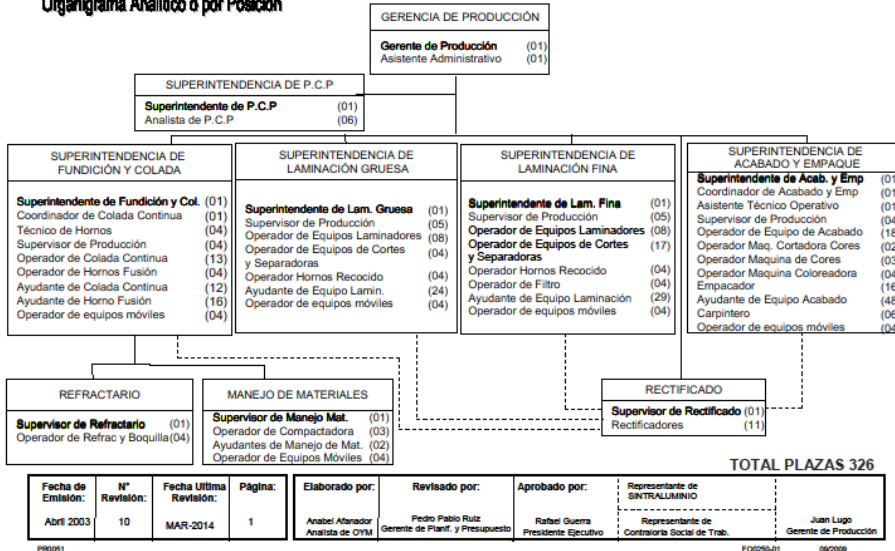 Organigrama Analítico o por Posición
GERENCIA DE PRODUCCIÓN
Gerente de Producción (01)
Asistente Administrativo (01)
SUPERINTENDENCIA DE P.C.P
Superintendente de P.C.P (01)
Analista de P.C.P (06)
SUPERINTENDENCIA DE
FUNDICIÓN Y COLADA
Superintendente de Fundición y Col. (01)
Coordinador de Colada Continua (01)
Técnico de Hornos (04)
Supervisor de Producción (04)
Operador de Colada Continua (13)
Operador de Hornos Fusión (04)
Ayudante de Colada Continua (12)
Ayudante de Horno Fusión (16)
Operador de equipos móviles (04)
SUPERINTENDENCIA DE
LAMINACIÓN GRUESA
Superintendente de Lam. Gruesa (01)
Supervisor de Producción (05)
Operador de Equipos Laminadores (08)
Operador de Equipos de Cortes (04)
y Separadoras
Operador Hornos Recocido (04)
Ayudante de Equipo Lamin. (24)
Operador de equipos móviles (04)
SUPERINTENDENCIA DE
LAMINACIÓN FINA
Superintendente de Lam. Fina (01)
Supervisor de Producción (05)
Operador de Equipos Laminadores (08)
Operador de Equipos de Cortes (17)
y Separadoras
Operador Hornos Recocido (04)
Operador de Filtro (04)
Ayudante de Equipo Laminación (29)
Operador de equipos móviles (04)
SUPERINTENDENCIA DE
ACABADO Y EMPAQUE
Superintendente de Acab. y Emp (01
Coordinador de Acabado y Emp (01
Asistente Técnico Operativo (01
Supervisor de Producción (04
Operador de Equipo de Acabado (18
Operador Maq. Cortadora Cores (02
Operador Maquina de Cores (03
Operador Maquina Coloreadora (04
Empacador (16
Ayudante de Equipo Acabado (48
Carpintero (06
Operador de equipos móviles (04
REFRACTARIO
Supervisor de Refractario (01)
Operador de Refrac y Boquilla(04)
MANEJO DE MATERIALES
Supervisor de Manejo Mat. (01)
Operador de Compactadora (03)
Ayudantes de Manejo de Mat. (02)
Operador de Equipos Móviles (04)
RECTIFICADO
Supervisor de Rectificado (01)
Rectificadores (11)
TOTAL PLAZAS 326
Fecha de Emisión: Abril 2003
N° Revisión: 10
Fecha Ultima Revisión: MAR-2014
Página: 1
Elaborado por:
Anabel Afanador
Analista de OYM
Revisado por:
Pedro Pablo Ruiz
Gerente de Planif. y Presupuesto
Aprobado por:
Rafael Guerra
Presidente Ejecutivo
Representante de
SINTRALUMINIO
Representante de
Contraloria Social de Trab.
Juan Lugo
Gerente de Producción
PR0051 FO0250-01 09/2009